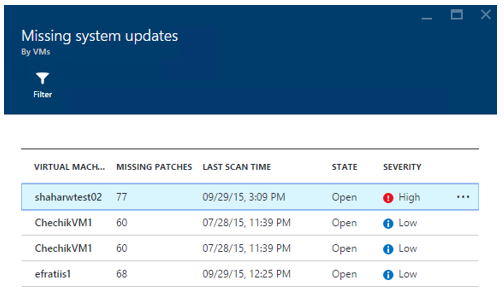 Missing system updates
By VMs
Filter
VIRTUAL MACH... MISSING PATCHES LAST SCAN TIME STATE SEVERITY
shaharwtest02 77 09/29/15, 3:09 PM Open High ...
ChechikVM1 60 07/28/15, 11:39 PM Open Low
ChechikVM1 60 07/28/15, 11:39 PM Open Low
efratiis1 68 09/29/15, 12:25 PM Open Low